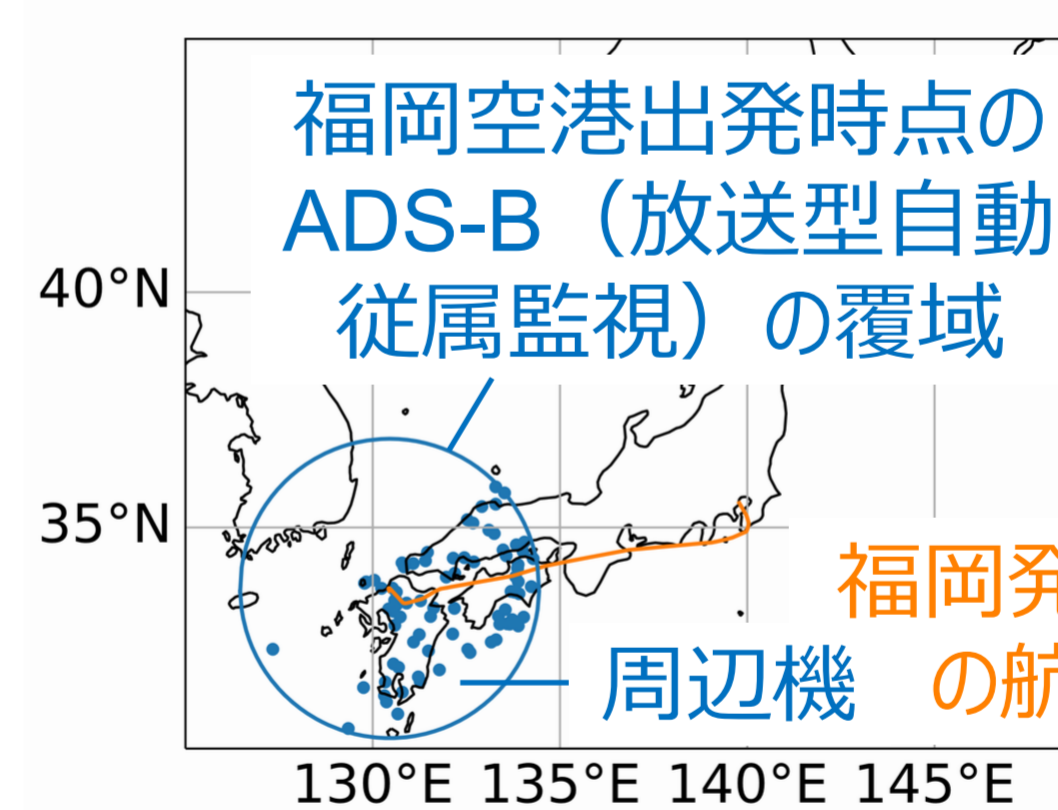 福岡空港出発時点の
ADS-B（放送型自動
従属監視）の覆域
40°N
35°N
福岡発
周辺機
の航
130°E 135°E 140°E 145°E